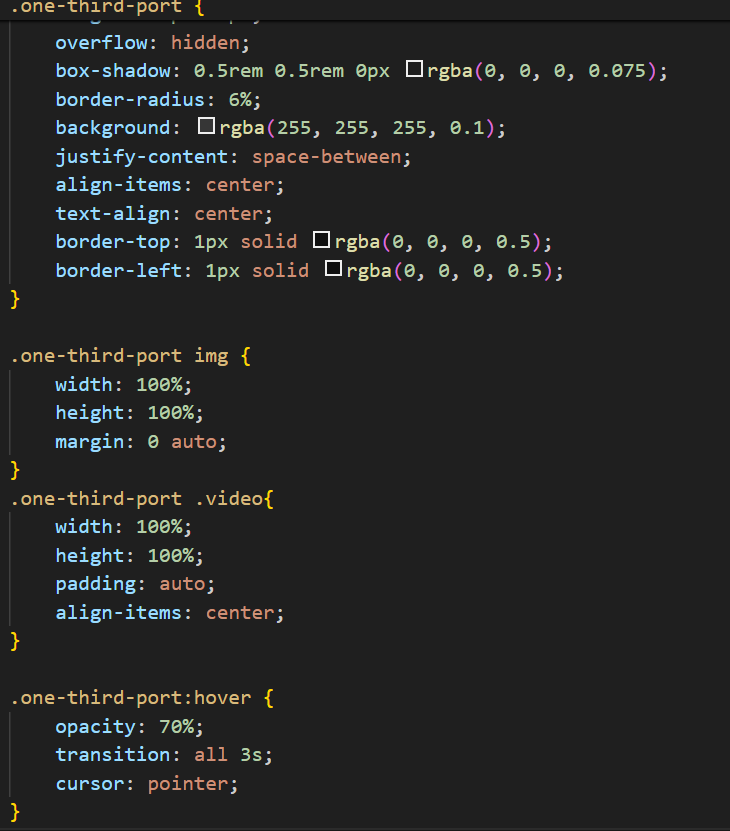 .one-third-port {
overflow: hidden;
box-shadow: 0.5rem 0.5rem 0px rgba(0, 0, 0, 0.075);
border-radius: 6%;
background: rgba(255, 255, 255, 0.1);
justify-content: space-between;
align-items: center;
text-align: center;
border-top: 1px solid rgba(0, 0, 0, 0.5);
border-left: 1px solid rgba(0, 0, 0, 0.5);
}
.one-third-port img {
width: 100%;
height: 100%;
margin: 0 auto;
}
.one-third-port .video{
width: 100%;
height: 100%;
padding: auto;
align-items: center;
}
.one-third-port:hover {
opacity: 70%;
transition: all 3s;
cursor: pointer;
}